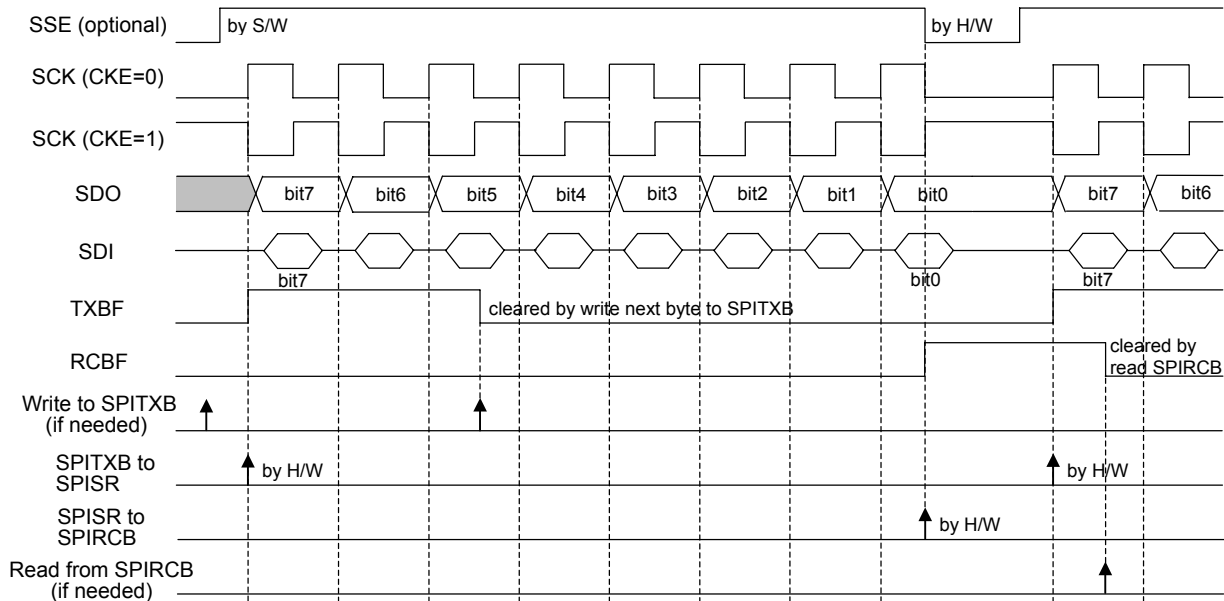 SSE (optional)
by S/W
by H/W
SCK (CKE=0)
SCK (CKE=1)
SDO
bit7
bit6
bit5
bit4
bit3
bit2
bit1
bit0
bit7
bit6
SDI
bit7
bit0
bit7
TXBF
cleared by write next byte to SPITXB
RCBF
cleared by
read SPIRCB
Write to SPITXB
(if needed)
SPITXB to
SPISR
by H/W
by H/W
SPISR to
SPIRCB
by H/W
Read from SPIRCB
(if needed)